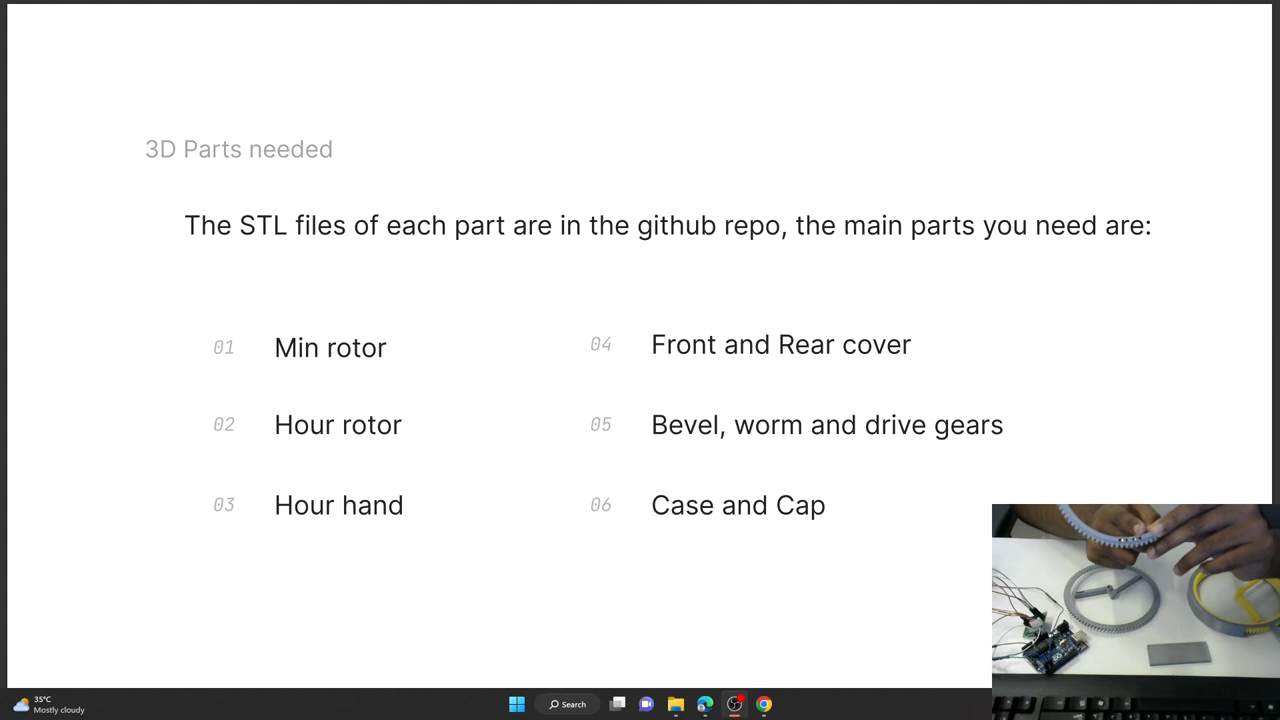 3D Parts needed
The STL files of each part are in the github repo, the main parts you need are:
01 Min rotor
02 Hour rotor
03 Hour hand
04 Front and Rear cover
05 Bevel, worm and drive gears
06 Case and Cap
35°C
Mostly cloudy
Search